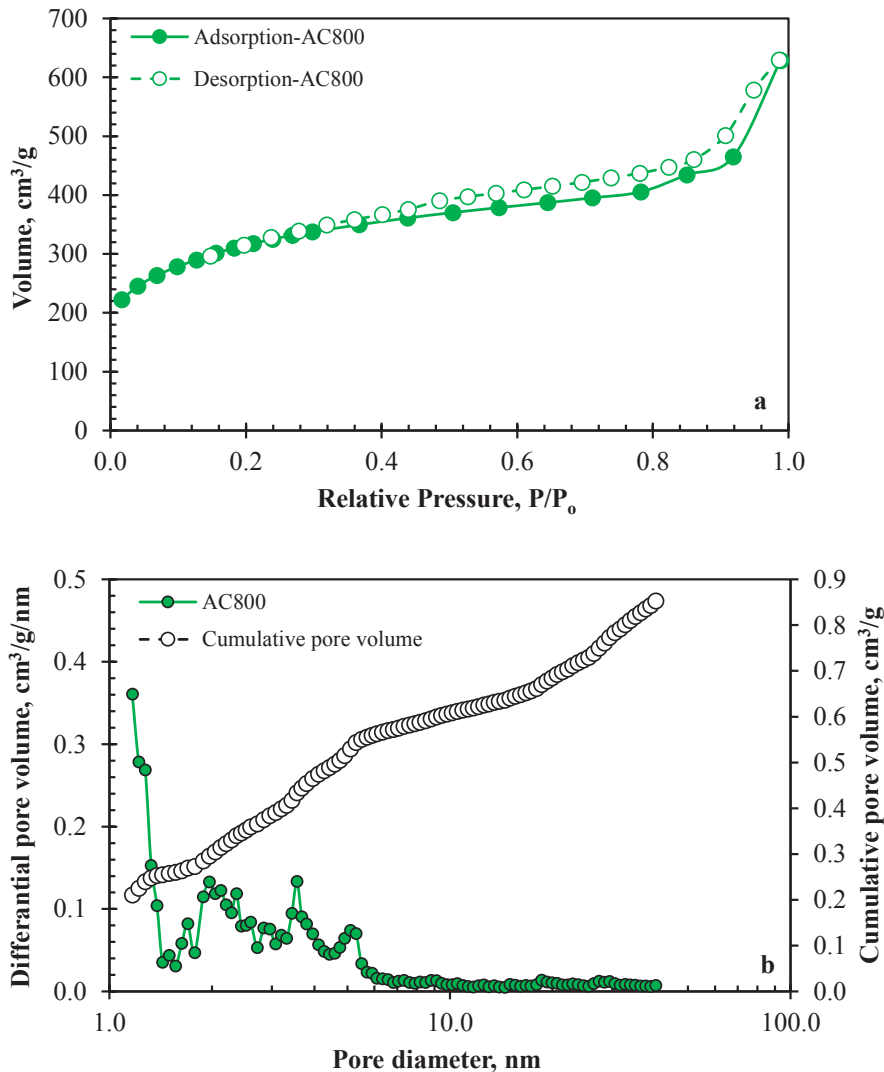 700
600
500
400
300
200
100
0
Volume, cm³/g
Adsorption-AC800
Desorption-AC800
a
0.0 0.2 0.4 0.6 0.8 1.0
Relative Pressure, P/Pₒ
0.5
0.4
0.3
0.2
0.1
0.0
Differential pore volume, cm³/g/nm
AC800
Cumulative pore volume
b
0.9
0.8
0.7
0.6
0.5
0.4
0.3
0.2
0.1
0.0
Cumulative pore volume, cm³/g
1.0 10.0 100.0
Pore diameter, nm